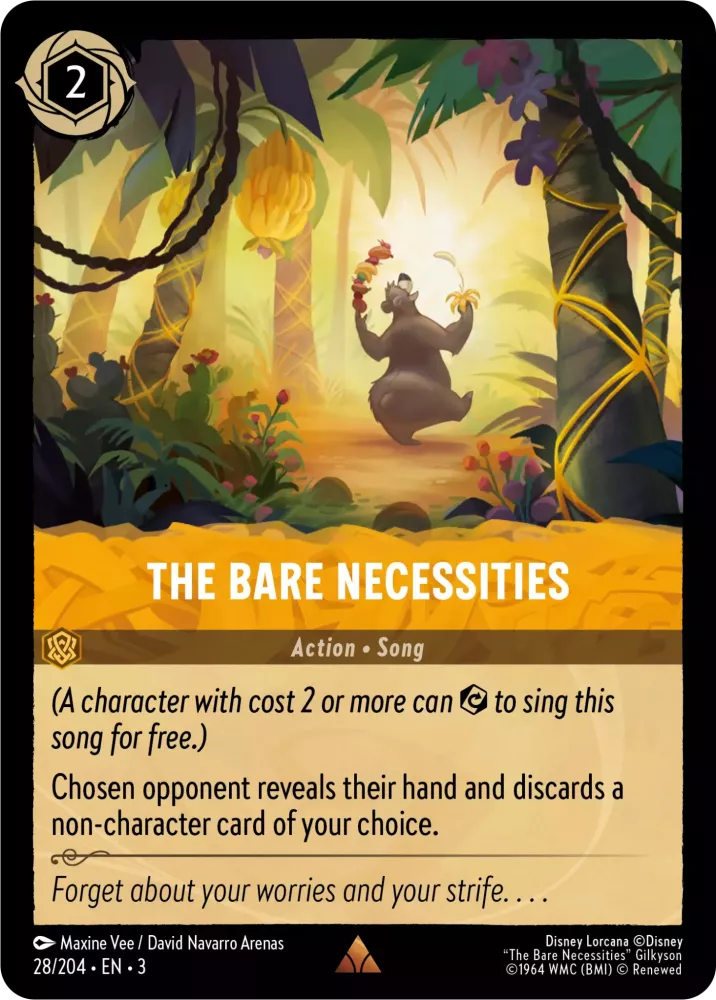 2
THE BARE NECESSITIES
Action • Song
(A character with cost 2 or more can to sing this
song for free.)
Chosen opponent reveals their hand and discards a
non-character card of your choice.
Forget about your worries and your strife. . . .
Maxine Vee / David Navarro Arenas
28/204 • EN • 3
Disney Lorcana ©Disney
“The Bare Necessities” Gilkyson
©1964 WMC (BMI) © Renewed